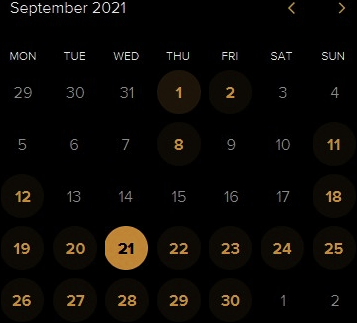 September 2021
MON TUE WED THU FRI SAT SUN
29 30 31 1 2 3 4
5 6 7 8 9 10 11
12 13 14 15 16 17 18
19 20 21 22 23 24 25
26 27 28 29 30 1 2